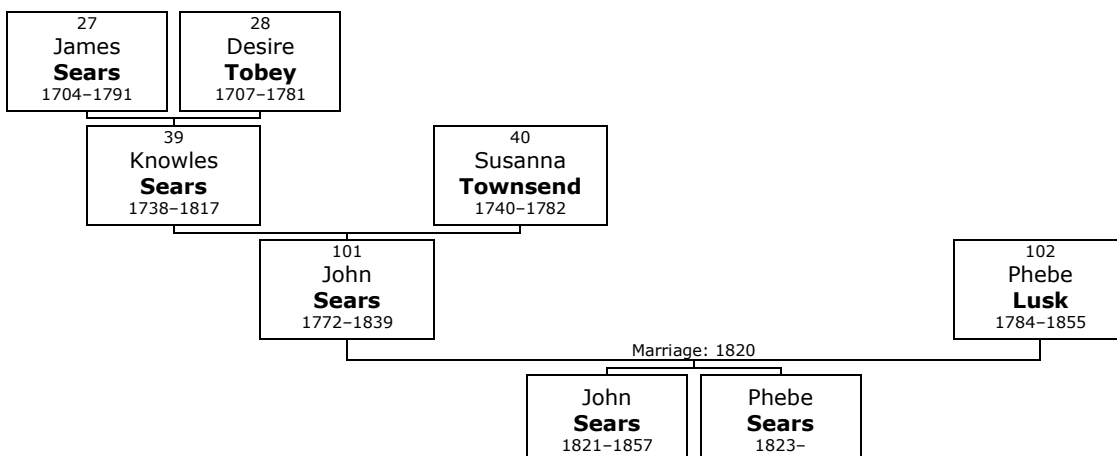 27
James
Sears
1704–1791
28
Desire
Tobey
1707–1781
39
Knowles
Sears
1738–1817
40
Susanna
Townsend
1740–1782
101
John
Sears
1772–1839
102
Phebe
Lusk
1784–1855
Marriage: 1820
John
Sears
1821–1857
Phebe
Sears
1823–